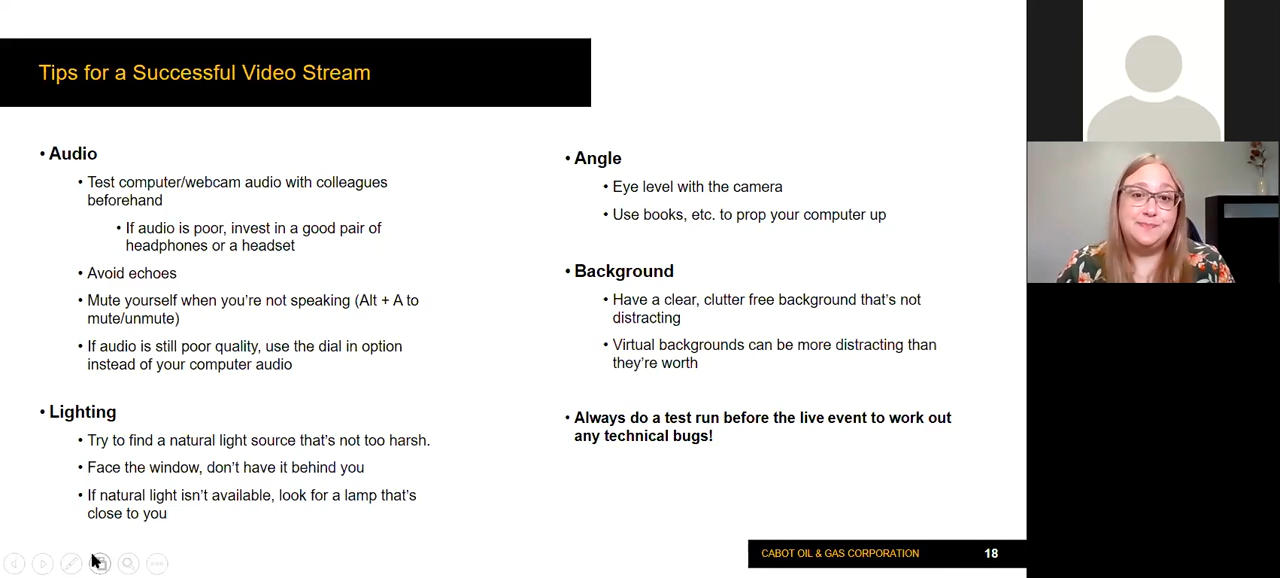 Tips for a Successful Video Stream
• Audio
• Test computer/webcam audio with colleagues
beforehand
• If audio is poor, invest in a good pair of
headphones or a headset
• Avoid echoes
• Mute yourself when you're not speaking (Alt + A to
mute/unmute)
• If audio is still poor quality, use the dial in option
instead of your computer audio
• Lighting
• Try to find a natural light source that's not too harsh.
• Face the window, don't have it behind you
• If natural light isn't available, look for a lamp that's
close to you
• Angle
• Eye level with the camera
• Use books, etc. to prop your computer up
• Background
• Have a clear, clutter free background that's not
distracting
• Virtual backgrounds can be more distracting than
they're worth
• Always do a test run before the live event to work out
any technical bugs!
CABOT OIL & GAS CORPORATION 18